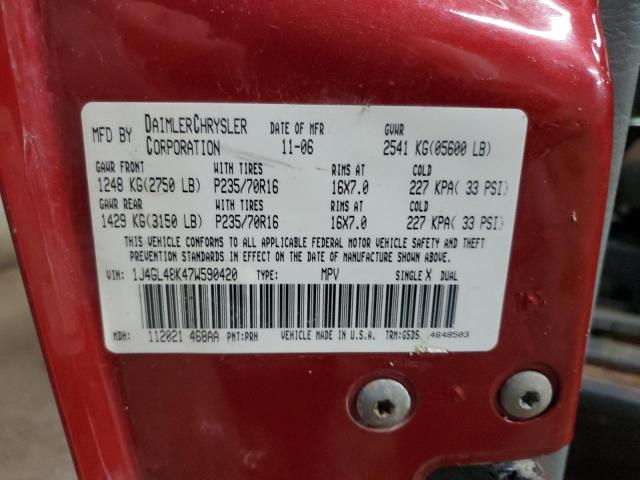 MFD BY DAIMLERCHRYSLER CORPORATION DATE OF MFR 11-06 GVWR 2541 KG(05600 LB)
GAWR FRONT WITH TIRES RIMS AT COLD
1248 KG(2750 LB) P235/70R16 16X7.0 227 KPA( 33 PSI)
GAWR REAR WITH TIRES RIMS AT COLD
1429 KG(3150 LB) P235/70R16 16X7.0 227 KPA( 33 PSI)
THIS VEHICLE CONFORMS TO ALL APPLICABLE FEDERAL MOTOR VEHICLE SAFETY AND THEFT
PREVENTION STANDARDS IN EFFECT ON THE DATE OF MANUFACTURE SHOWN ABOVE.
VIN: 1J4GL48K47W590420 TYPE: MPV SINGLE X DUAL
MDH: 112021 468AA PNT:PRH VEHICLE MADE IN U.S.A. TRM:GSDS 4648503